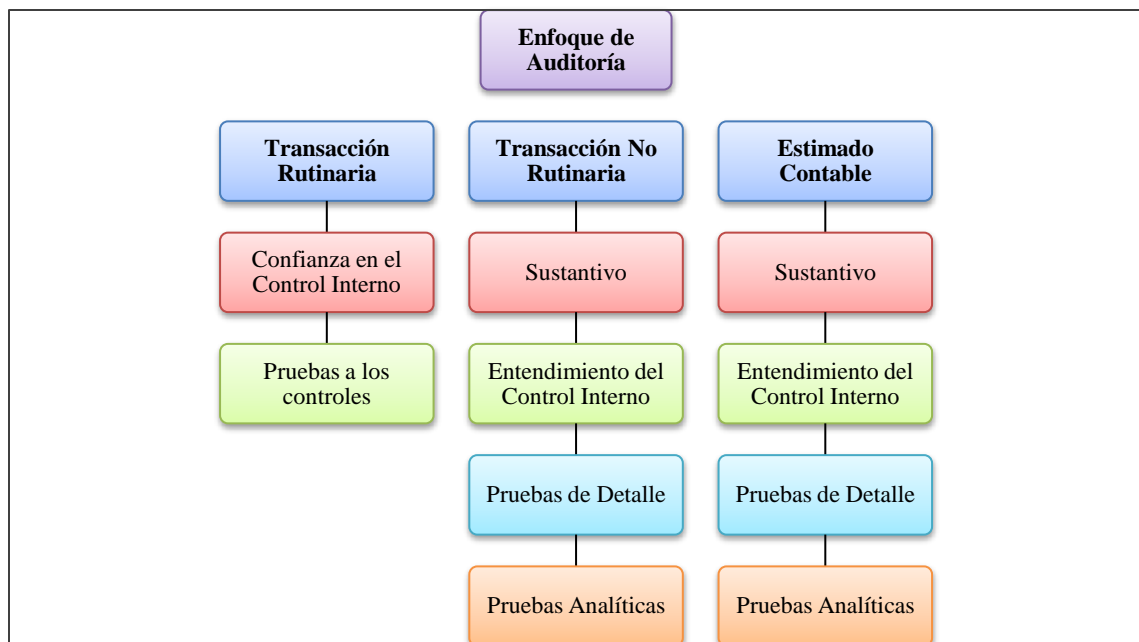 Enfoque de
Auditoría
Transacción
Rutinaria
Confianza en el
Control Interno
Pruebas a los
controles
Transacción No
Rutinaria
Sustantivo
Entendimiento del
Control Interno
Pruebas de Detalle
Pruebas Analíticas
Estimado
Contable
Sustantivo
Entendimiento del
Control Interno
Pruebas de Detalle
Pruebas Analíticas